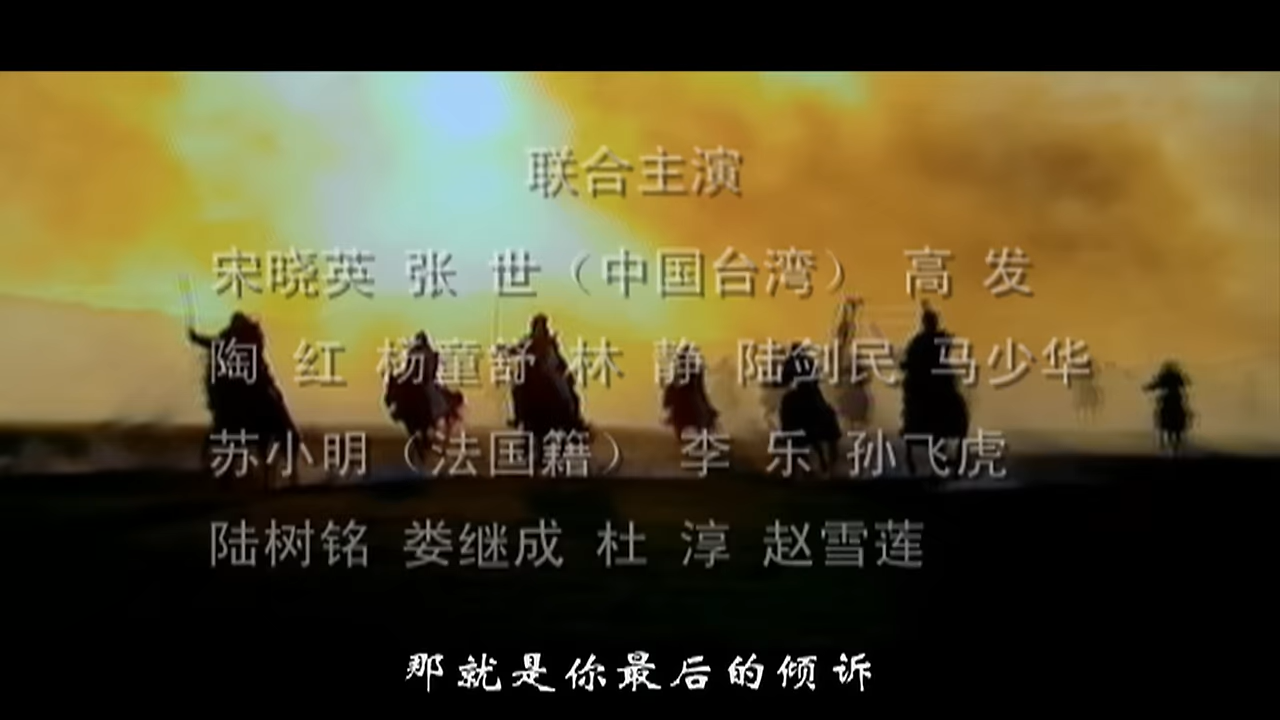 联合主演
宋晓英 张 世（中国台湾） 高 发
陶 红 杨童舒 林 静 陆剑民 马少华
苏小明（法国籍） 李 乐 孙飞虎
陆树铭 娄继成 杜 淳 赵雪莲
那就是你最后的倾诉